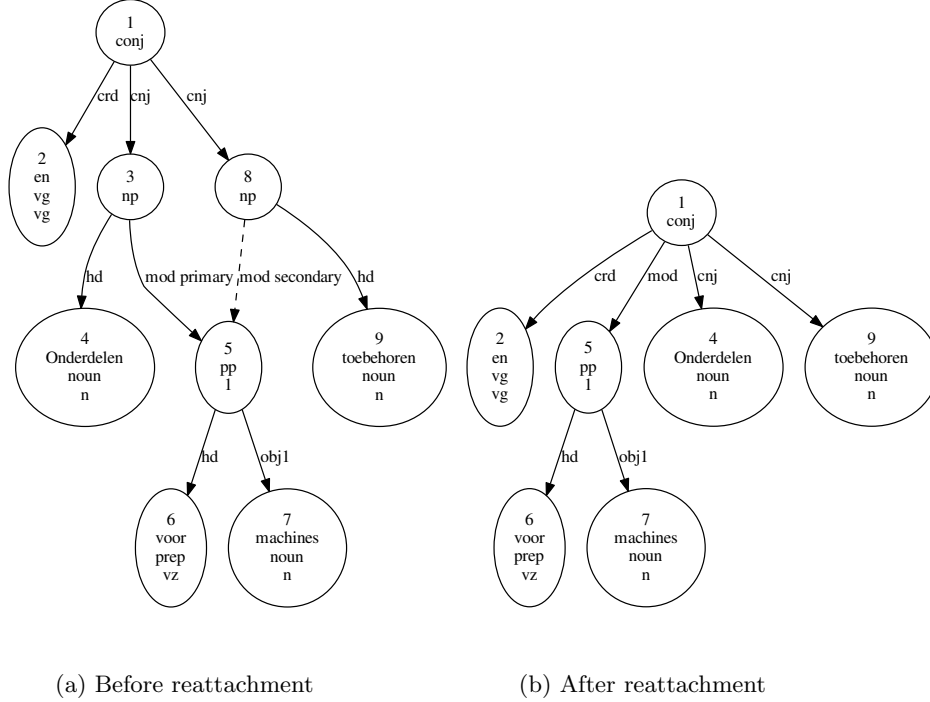 1
conj
crd
cnj
cnj
2
en
vg
vg
3
np
8
np
hd
mod primary
mod secondary
hd
4
Onderdelen
noun
n
5
pp
1
9
toebehoren
noun
n
hd
obj1
6
voor
prep
vz
7
machines
noun
n
(a) Before reattachment
1
conj
crd
mod
cnj
cnj
2
en
vg
vg
5
pp
1
4
Onderdelen
noun
n
9
toebehoren
noun
n
hd
obj1
6
voor
prep
vz
7
machines
noun
n
(b) After reattachment